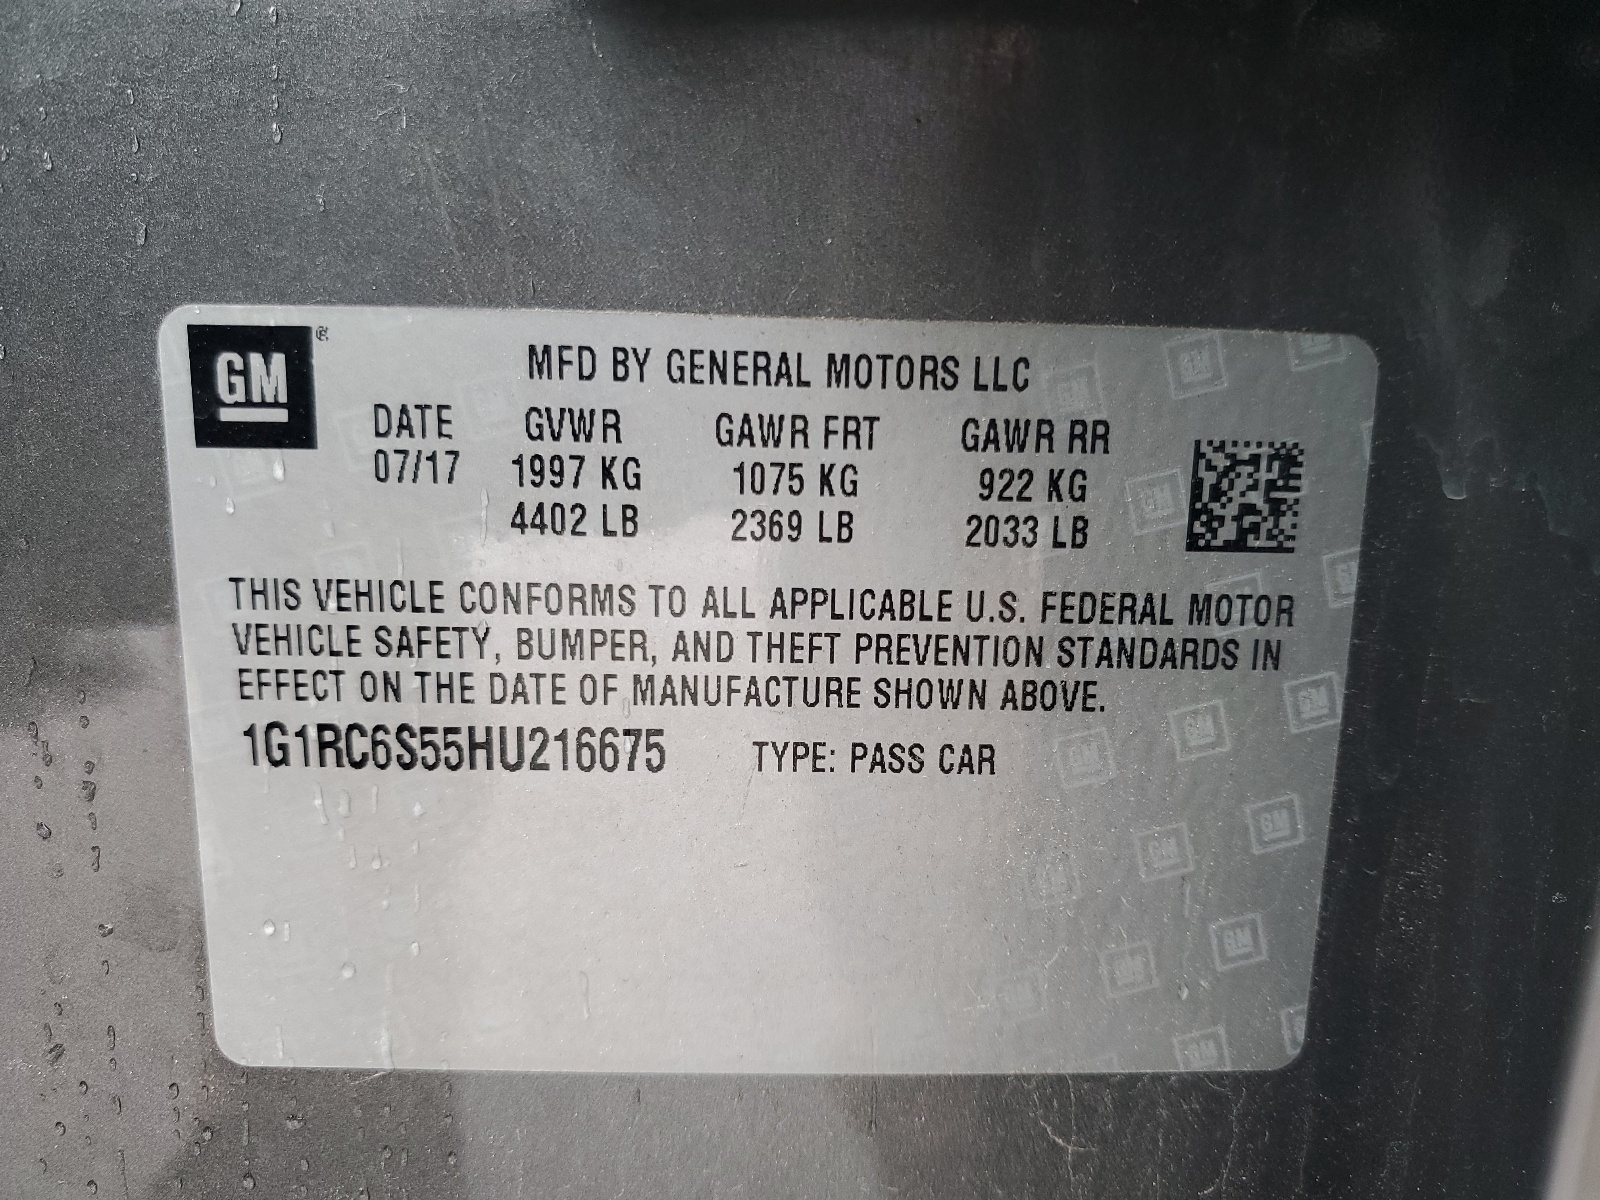 GM ®
MFD BY GENERAL MOTORS LLC
DATE GVWR GAWR FRT GAWR RR
07/17 1997 KG 1075 KG 922 KG
4402 LB 2369 LB 2033 LB
THIS VEHICLE CONFORMS TO ALL APPLICABLE U.S. FEDERAL MOTOR
VEHICLE SAFETY, BUMPER, AND THEFT PREVENTION STANDARDS IN
EFFECT ON THE DATE OF MANUFACTURE SHOWN ABOVE.
1G1RC6S55HU216675 TYPE: PASS CAR